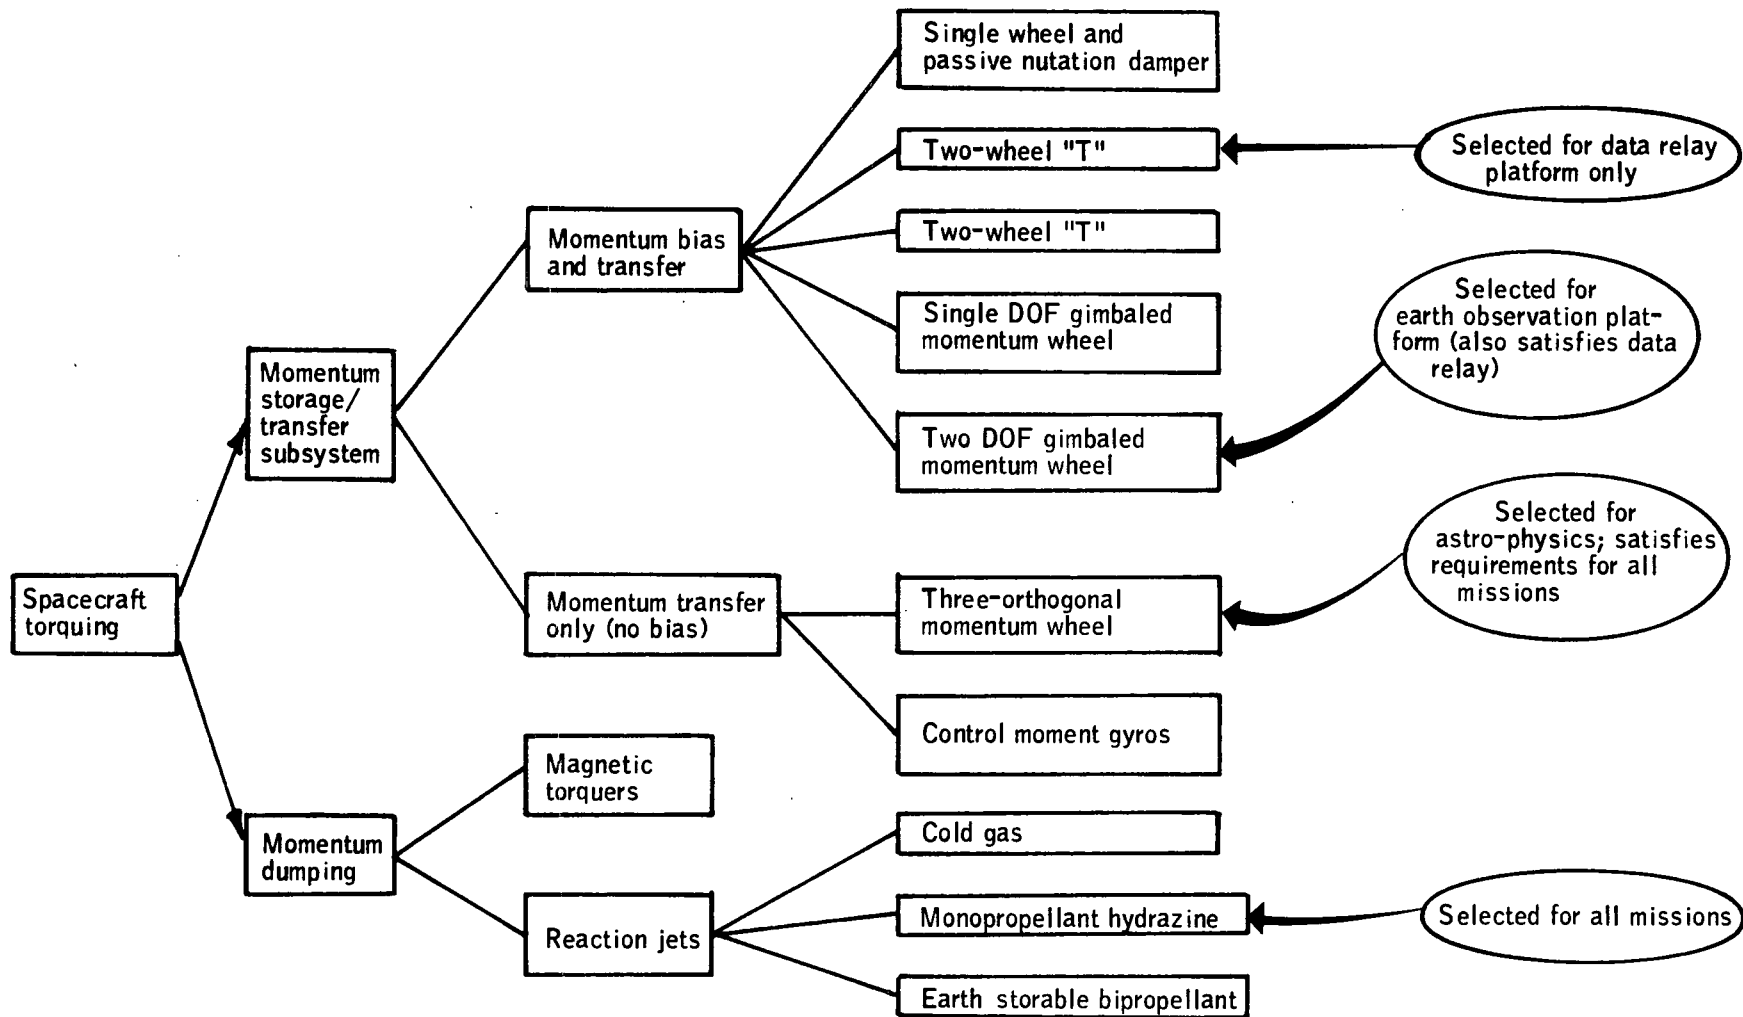 Single wheel and
passive nutation damper
Two-wheel "T"
Selected for data relay
platform only
Momentum bias
and transfer
Two-wheel "T"
Single DOF gimbaled
momentum wheel
Selected for
earth observation plat-
form (also satisfies data
relay)
Momentum
storage/
transfer
subsystem
Two DOF gimbaled
momentum wheel
Selected for
astro-physics; satisfies
requirements for all
missions
Spacecraft
torquing
Momentum transfer
only (no bias)
Three-orthogonal
momentum wheel
Control moment gyros
Magnetic
torquers
Momentum
dumping
Cold gas
Reaction jets
Monopropellant hydrazine
Selected for all missions
Earth storable bipropellant